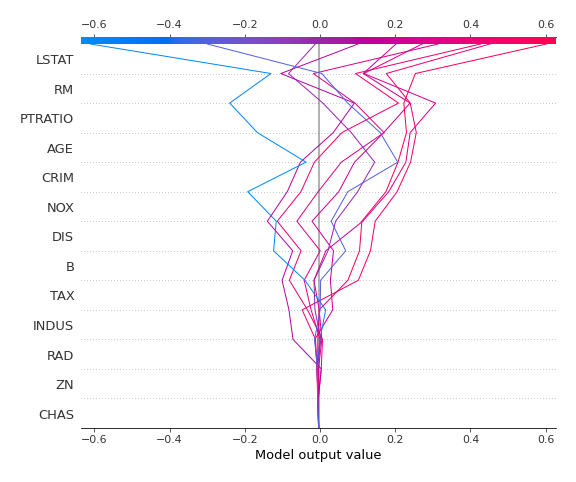 −0.6 −0.4 −0.2 0.0 0.2 0.4 0.6
LSTAT
RM
PTRATIO
AGE
CRIM
NOX
DIS
B
TAX
INDUS
RAD
ZN
CHAS
−0.6 −0.4 −0.2 0.0 0.2 0.4 0.6
Model output value